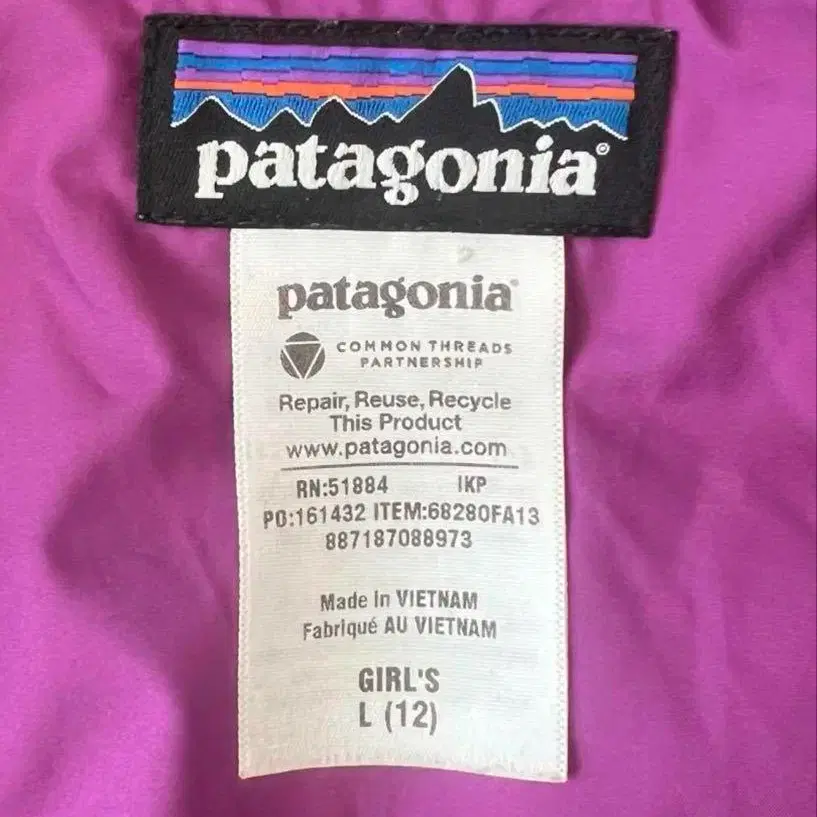 patagonia®
patagonia®
COMMON THREADS
PARTNERSHIP
Repair, Reuse, Recycle
This Product
www.patagonia.com
RN:51884 IKP
PO:161432 ITEM:68280FA13
887187088973
Made in VIETNAM
Fabriqué AU VIETNAM
GIRL'S
L (12)